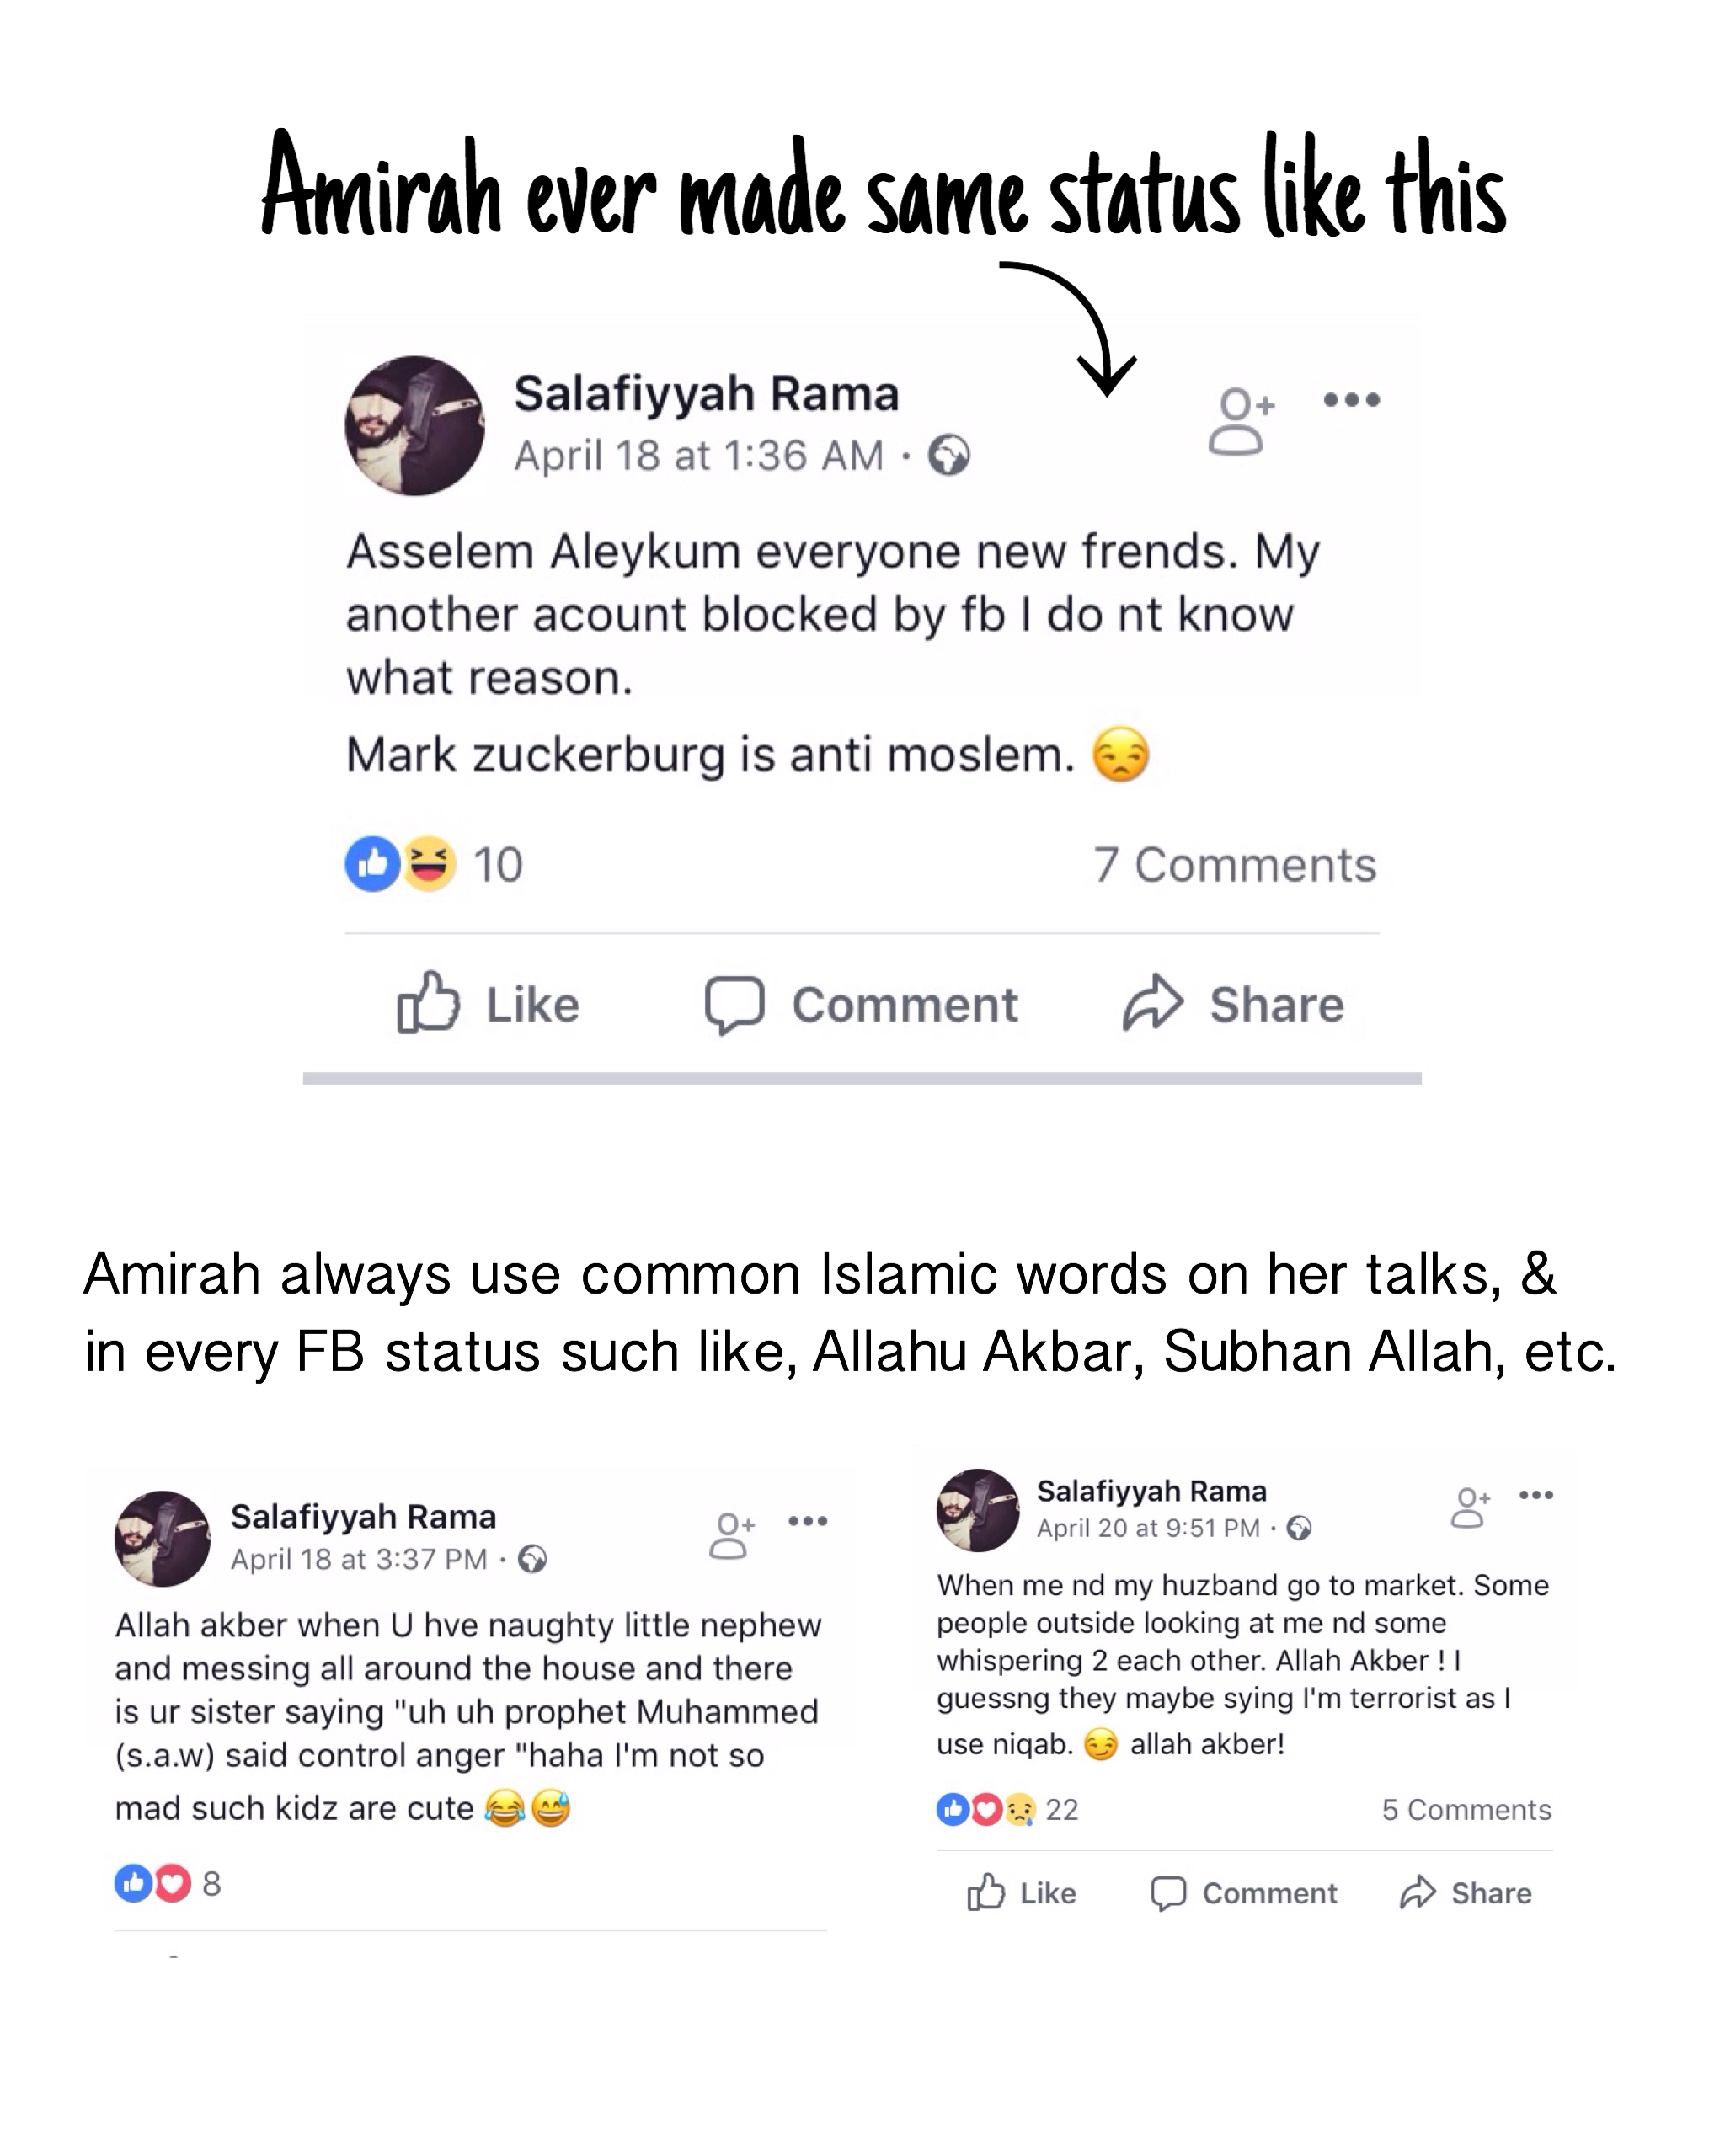 Amirah ever made same status like this
Salafiyyah Rama
April 18 at 1:36 AM ·
Asselem Aleykum everyone new frends. My
another acount blocked by fb I do nt know
what reason.
Mark zuckerburg is anti moslem. 😒
10 7 Comments
Like Comment Share
Amirah always use common Islamic words on her talks, &
in every FB status such like, Allahu Akbar, Subhan Allah, etc.
Salafiyyah Rama
April 18 at 3:37 PM ·
Allah akber when U hve naughty little nephew
and messing all around the house and there
is ur sister saying "uh uh prophet Muhammed
(s.a.w) said control anger "haha I'm not so
mad such kidz are cute 😂😅
8
Salafiyyah Rama
April 20 at 9:51 PM ·
When me nd my huzband go to market. Some
people outside looking at me nd some
whispering 2 each other. Allah Akber ! I
guessng they maybe sying I'm terrorist as I
use niqab. 😏 allah akber!
22 5 Comments
Like Comment Share